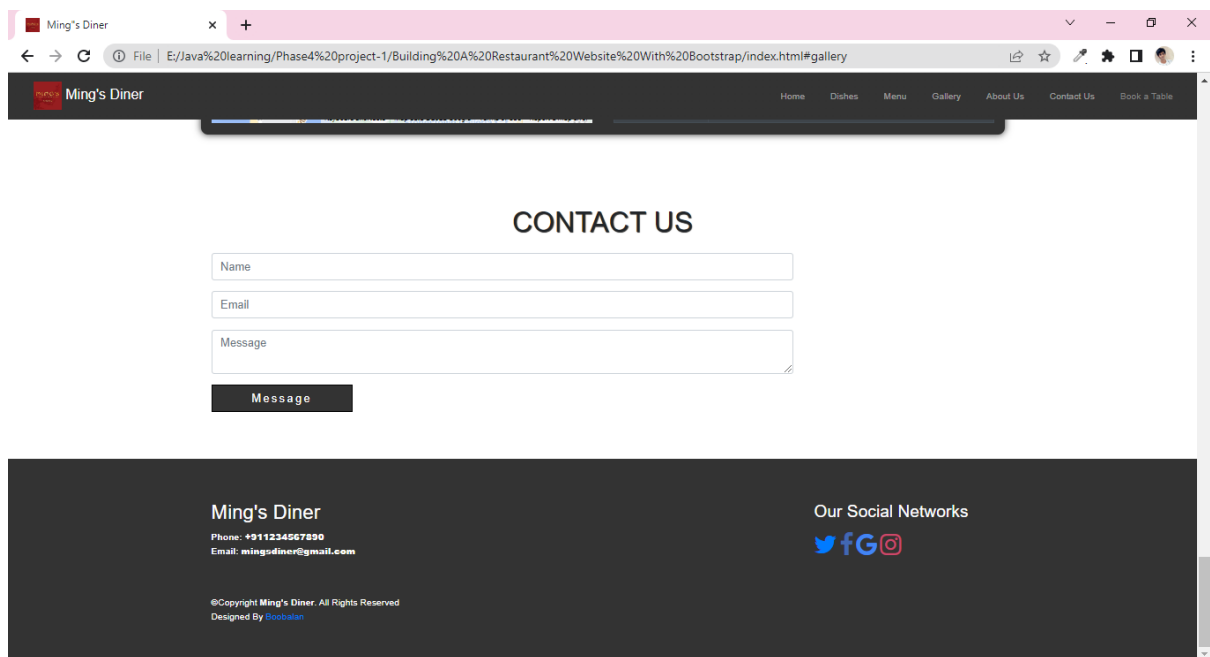 Ming"s Diner
File | E:/Java%20learning/Phase4%20project-1/Building%20A%20Restaurant%20Website%20With%20Bootstrap/index.html#gallery
Ming's Diner
Home Dishes Menu Gallery About Us Contact Us Book a Table
CONTACT US
Name
Email
Message
Message
Ming's Diner
Our Social Networks
Phone: +911234567890
Email: mingsdiner@gmail.com
©Copyright Ming's Diner. All Rights Reserved
Designed By Boobalan